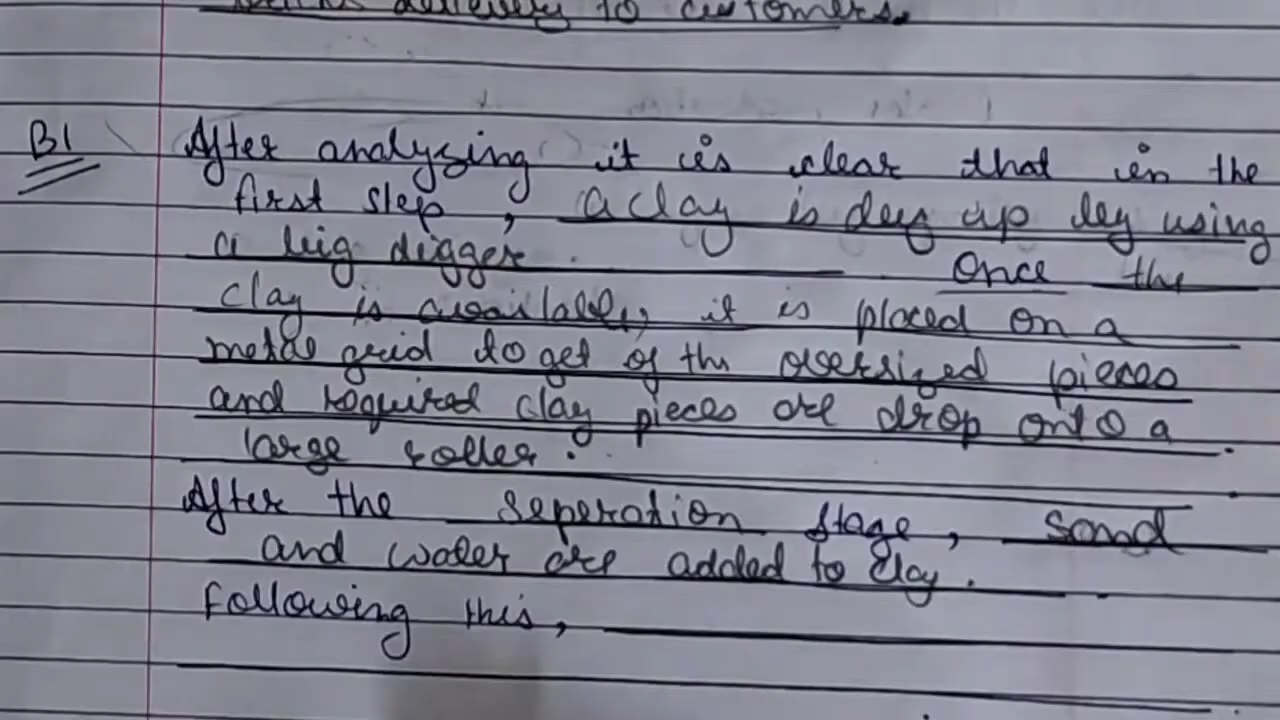 delievery to customers.
B1 After analyzing it is clear that in the
first step, a clay is dug up by using
a big digger. Once the
clay is available, it is placed on a
metal grid to get of the oversized pieces
and required clay pieces are drop onto a
large roller.
After the seperation stage, sand
and water are added to clay.
Following this,